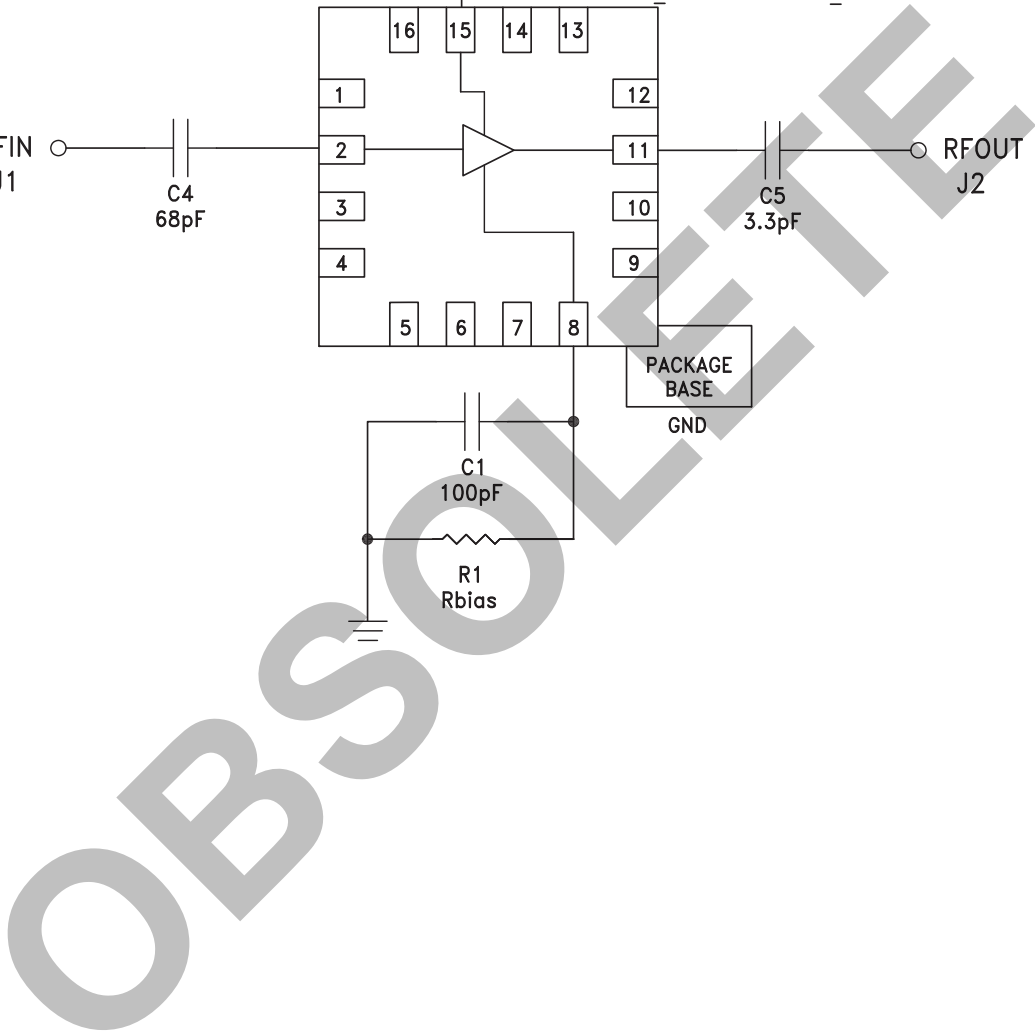 16 15 14 13
1 12
FIN 2 11 RFOUT
J1 J2
C4 C5
68pF 3 10 3.3pF
4 9
5 6 7 8
PACKAGE
BASE
GND
C1
100pF
R1
Rbias
OBSOLETE